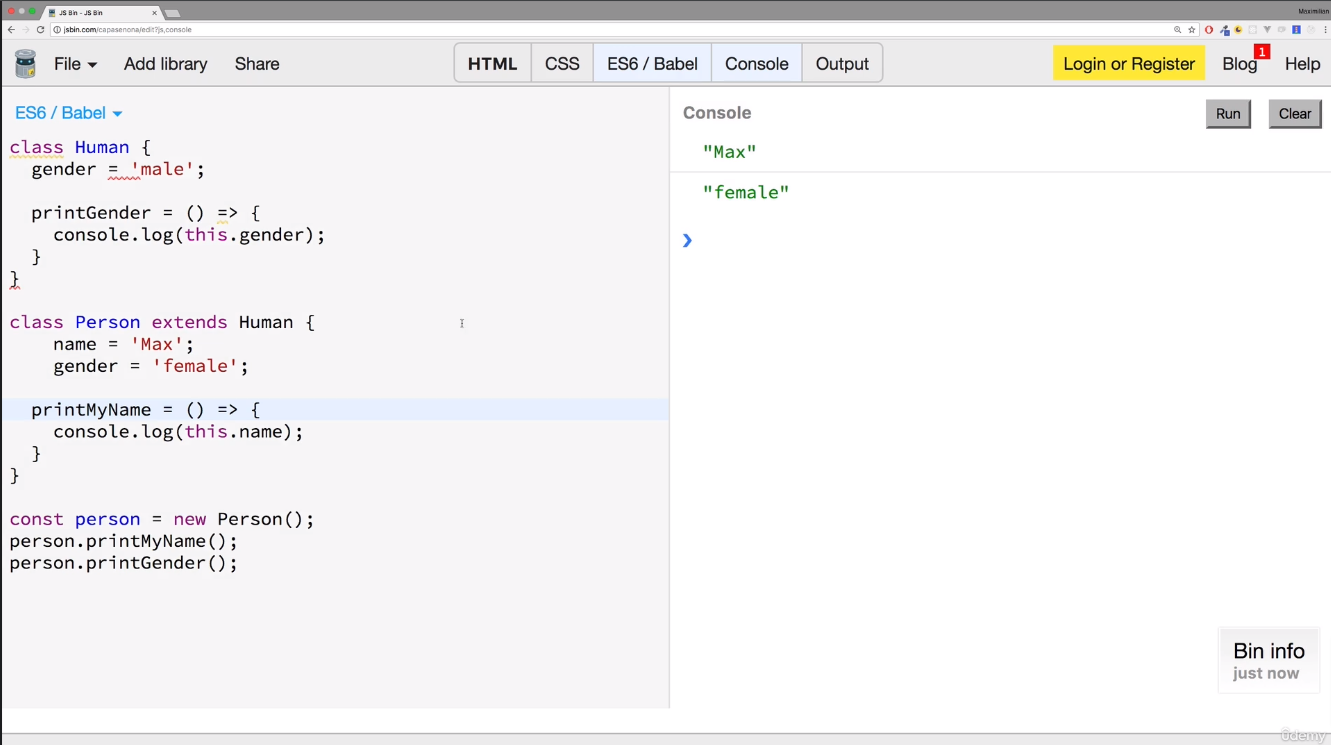 JS Bin - JS Bin
Maximilian
jsbin.com/capasenona/edit?js,console
File Add library Share HTML CSS ES6 / Babel Console Output Login or Register Blog 1 Help
ES6 / Babel
class Human {
  gender = 'male';
  printGender = () => {
    console.log(this.gender);
  }
}
class Person extends Human {
    name = 'Max';
    gender = 'female';
  printMyName = () => {
    console.log(this.name);
  }
}
const person = new Person();
person.printMyName();
person.printGender();
Console Run Clear
"Max"
"female"
Bin info
just now
ûdemy